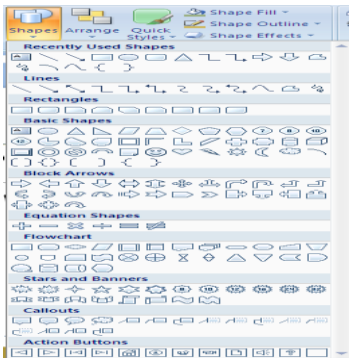 Shapes Arrange Quick Styles Shape Fill
Shape Outline
Shape Effects
Recently Used Shapes
Lines
Rectangles
Basic Shapes
Block Arrows
Equation Shapes
Flowchart
Stars and Banners
Callouts
Action Buttons